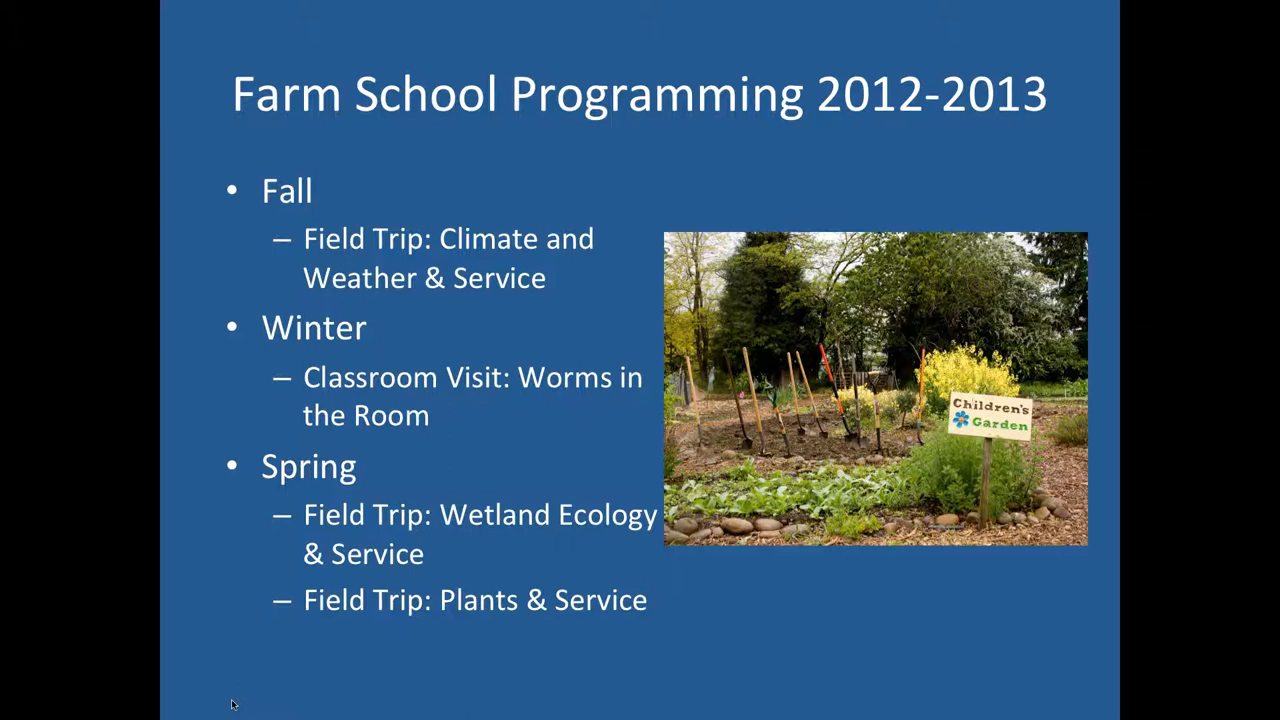 Farm School Programming 2012-2013
• Fall
– Field Trip: Climate and
Weather & Service
• Winter
– Classroom Visit: Worms in
the Room
• Spring
– Field Trip: Wetland Ecology
& Service
– Field Trip: Plants & Service
Children's
Garden